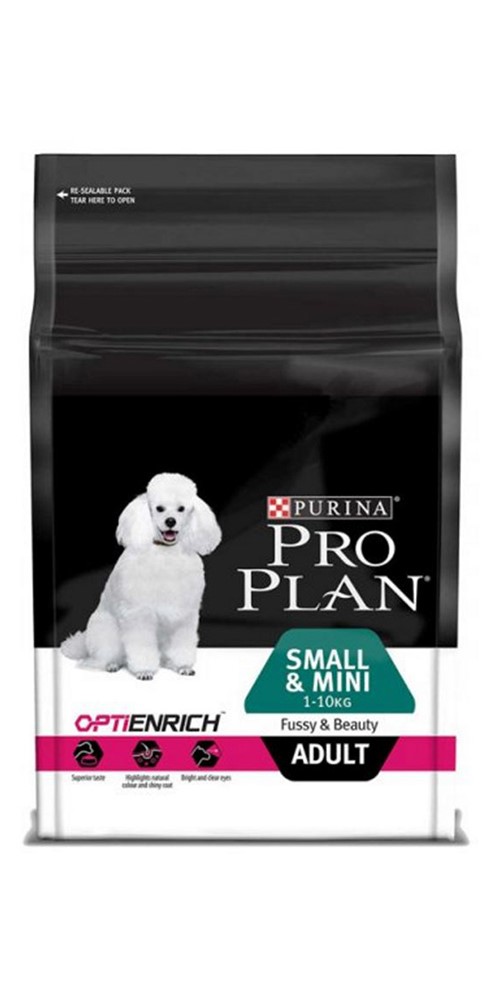 RE-SEALABLE PACK
TEAR HERE TO OPEN
PURINA®
PRO
PLAN®
SMALL
& MINI
1-10KG
OPTIENRICH™
Fussy & Beauty
ADULT
Superior taste
Highlights natural
colour and shiny coat
Bright and clear eyes